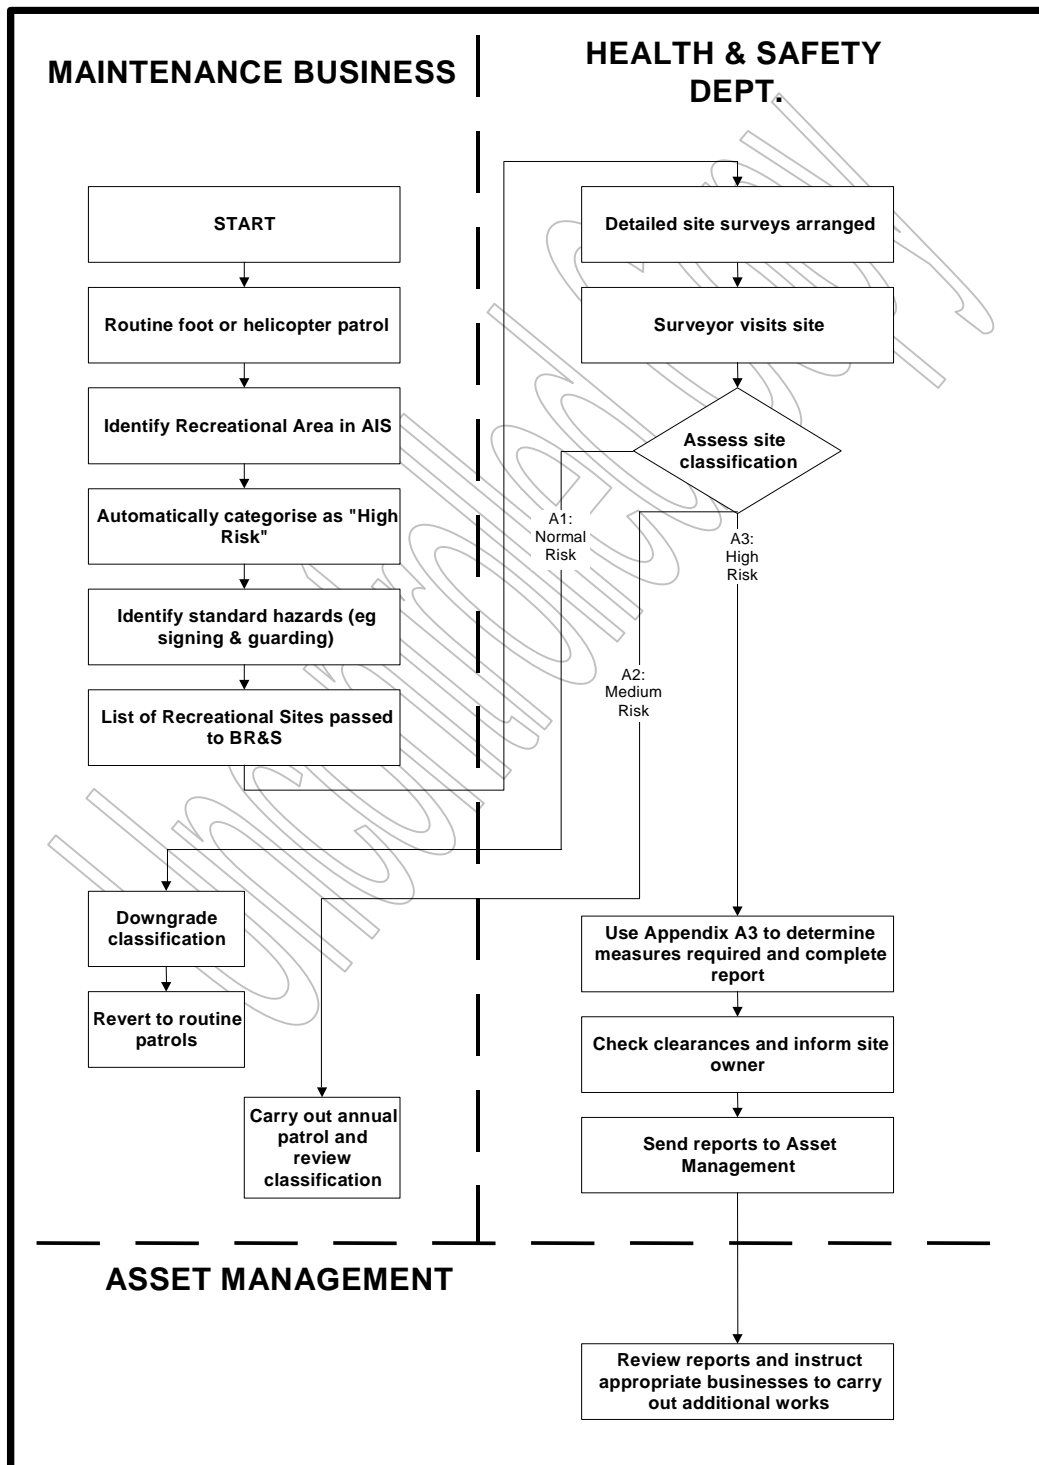 MAINTENANCE BUSINESS
HEALTH & SAFETY
DEPT.
START
Routine foot or helicopter patrol
Identify Recreational Area in AIS
Automatically categorise as "High
Risk"
Identify standard hazards (eg
signing & guarding)
List of Recreational Sites passed
to BR&S
Detailed site surveys arranged
Surveyor visits site
Assess site
classification
A1:
Normal
Risk
A2:
Medium
Risk
A3:
High
Risk
Downgrade
classification
Revert to routine
patrols
Carry out annual
patrol and
review
classification
Use Appendix A3 to determine
measures required and complete
report
Check clearances and inform site
owner
Send reports to Asset
Management
ASSET MANAGEMENT
Review reports and instruct
appropriate businesses to carry
out additional works
Uncontrolled Copy